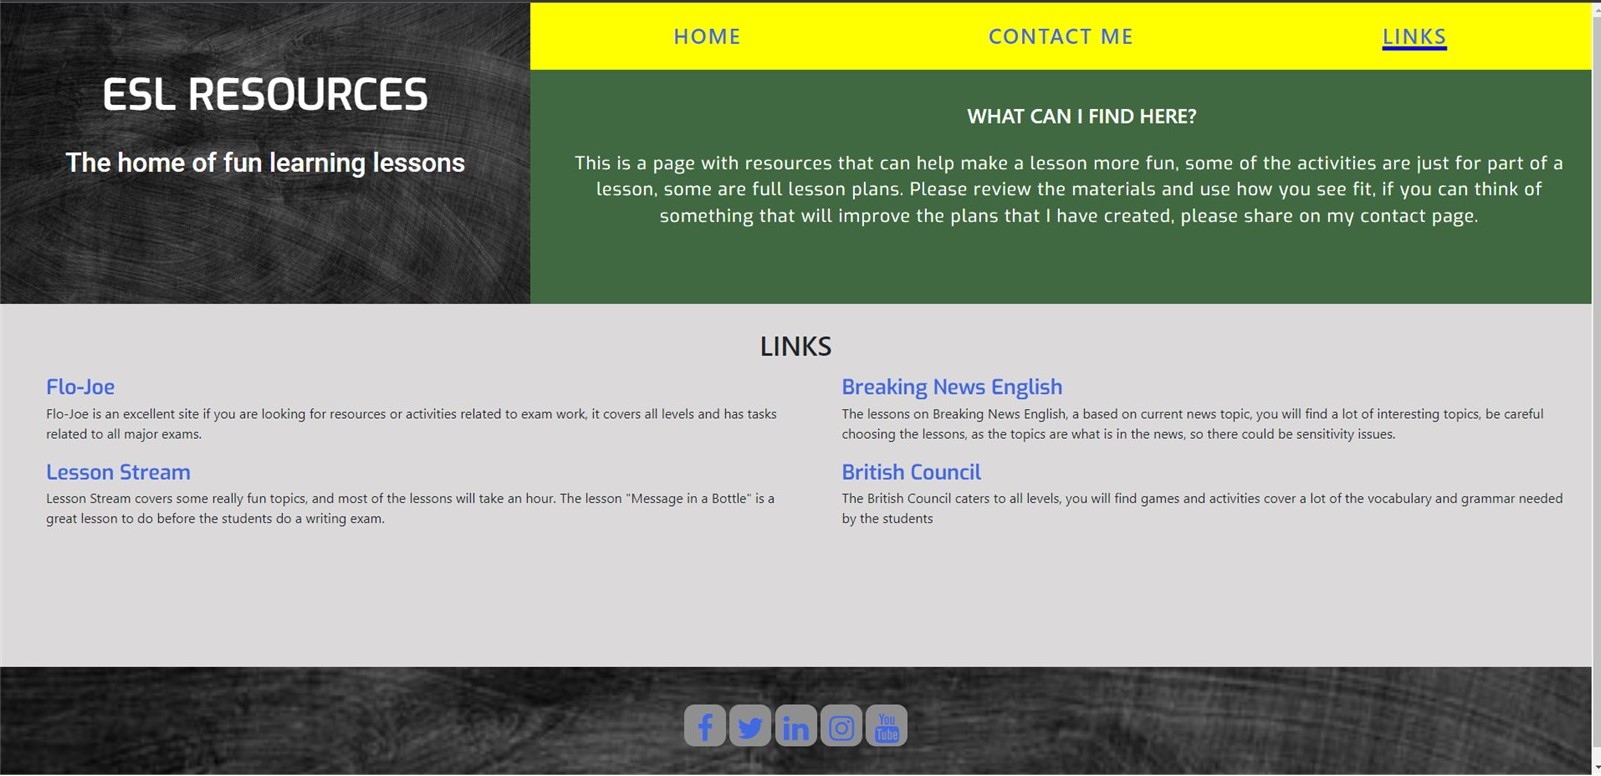 ESL RESOURCES
The home of fun learning lessons
HOME
CONTACT ME
LINKS
WHAT CAN I FIND HERE?
This is a page with resources that can help make a lesson more fun, some of the activities are just for part of a
lesson, some are full lesson plans. Please review the materials and use how you see fit, if you can think of
something that will improve the plans that I have created, please share on my contact page.
LINKS
Flo-Joe
Flo-Joe is an excellent site if you are looking for resources or activities related to exam work, it covers all levels and has tasks
related to all major exams.
Breaking News English
The lessons on Breaking News English, a based on current news topic, you will find a lot of interesting topics, be careful
choosing the lessons, as the topics are what is in the news, so there could be sensitivity issues.
Lesson Stream
Lesson Stream covers some really fun topics, and most of the lessons will take an hour. The lesson "Message in a Bottle" is a
great lesson to do before the students do a writing exam.
British Council
The British Council caters to all levels, you will find games and activities cover a lot of the vocabulary and grammar needed
by the students
f
in
You
Tube